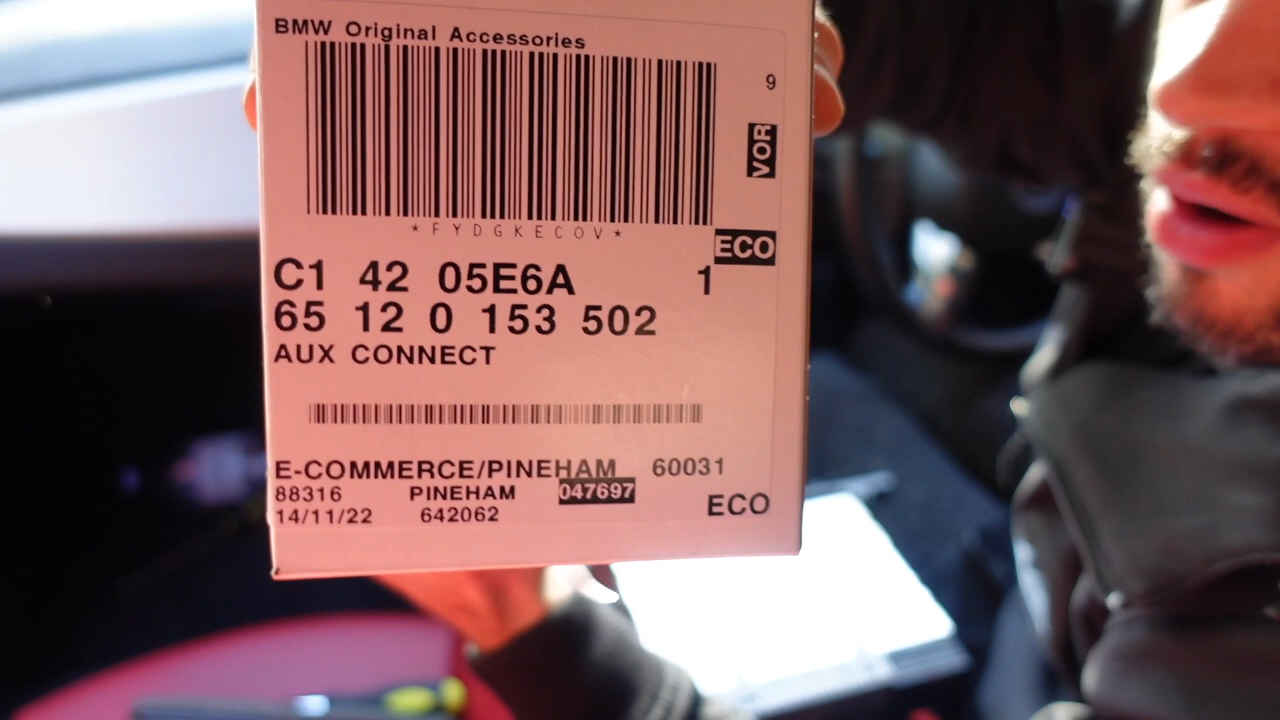 BMW Original Accessories
9
VOR
*FYDGKECOV*
ECO
C1 42 05E6A 1
65 12 0 153 502
AUX CONNECT
E-COMMERCE/PINEHAM 60031
88316 PINEHAM 047697
14/11/22 642062 ECO